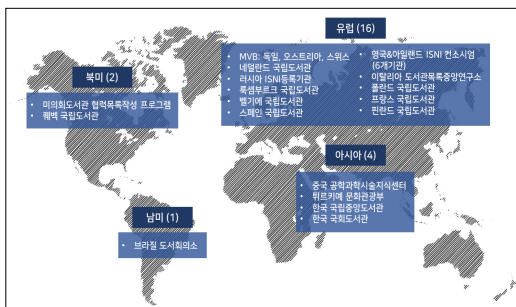 유럽 (16)
• MVB: 독일, 오스트리아, 스위스
• 네덜란드 국립도서관
• 러시아 ISNI등록기관
• 룩셈부르크 국립도서관
• 벨기에 국립도서관
• 스페인 국립도서관
• 영국&아일랜드 ISNI 컨소시엄
(6개기관)
• 이탈리아 도서관목록중앙연구소
• 폴란드 국립도서관
• 프랑스 국립도서관
• 핀란드 국립도서관
북미 (2)
• 미의회도서관 협력목록작성 프로그램
• 퀘벡 국립도서관
아시아 (4)
• 중국 공학과학시술지식센터
• 튀르키예 문화관광부
• 한국 국립중앙도서관
• 한국 국회도서관
남미 (1)
• 브라질 도서회의소